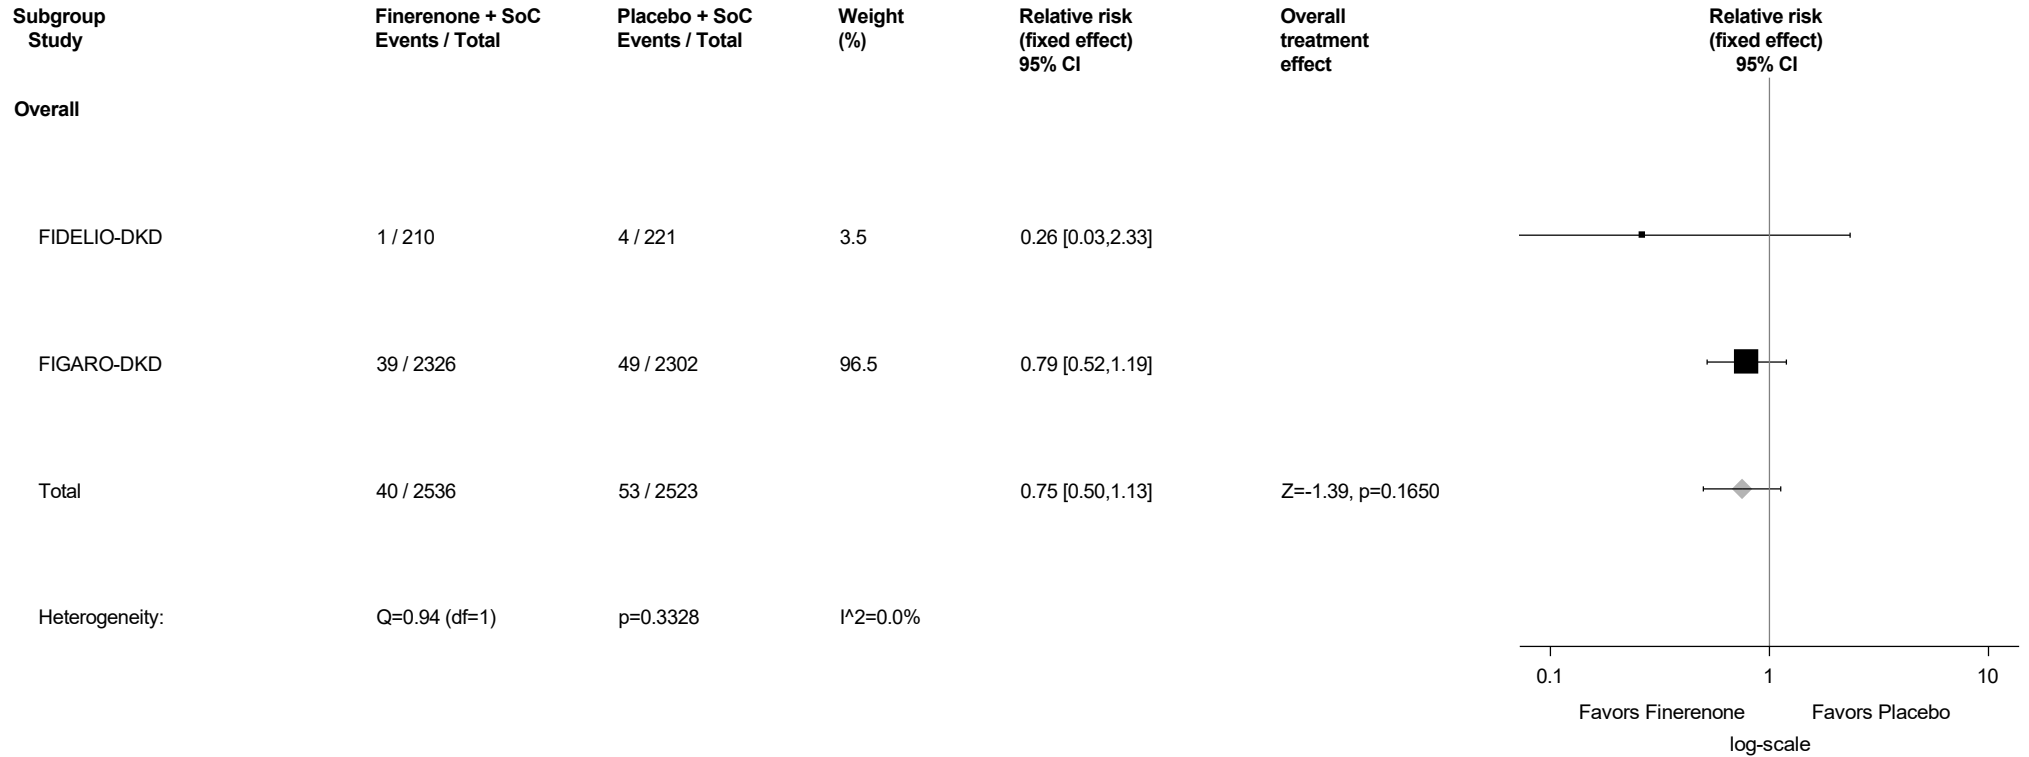 Subgroup Finerenone + SoC Placebo + SoC Weight Relative risk Overall Relative risk
Study Events / Total Events / Total (%) (fixed effect) treatment (fixed effect)
95% CI effect 95% CI
Overall
FIDELIO-DKD 1 / 210 4 / 221 3.5 0.26 [0.03,2.33]
FIGARO-DKD 39 / 2326 49 / 2302 96.5 0.79 [0.52,1.19]
Total 40 / 2536 53 / 2523 0.75 [0.50,1.13] Z=-1.39, p=0.1650
Heterogeneity: Q=0.94 (df=1) p=0.3328 I^2=0.0%
0.1 1 10
Favors Finerenone Favors Placebo
log-scale